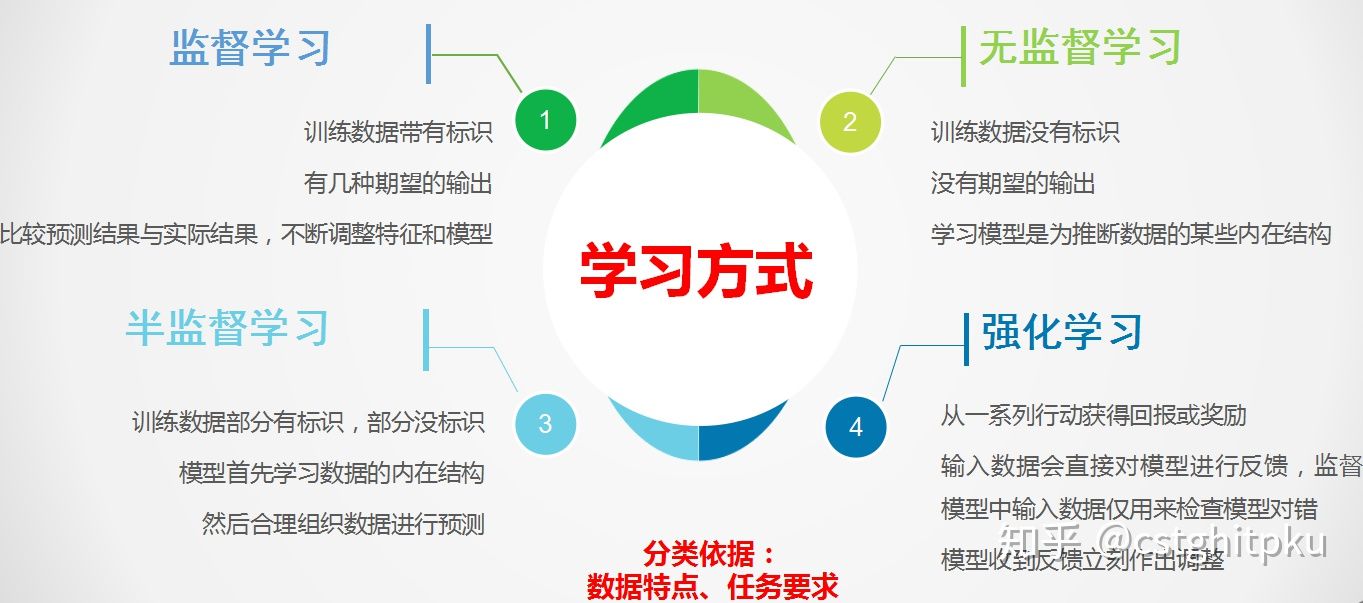 监督学习
1
训练数据带有标识
有几种期望的输出
比较预测结果与实际结果，不断调整特征和模型
无监督学习
2
训练数据没有标识
没有期望的输出
学习模型是为推断数据的某些内在结构
学习方式
半监督学习
3
训练数据部分有标识，部分没标识
模型首先学习数据的内在结构
然后合理组织数据进行预测
强化学习
4
从一系列行动获得回报或奖励
输入数据会直接对模型进行反馈，监督
模型中输入数据仅用来检查模型对错
模型收到反馈立刻作出调整
分类依据：
数据特点、任务要求
知乎 @cstghitpku